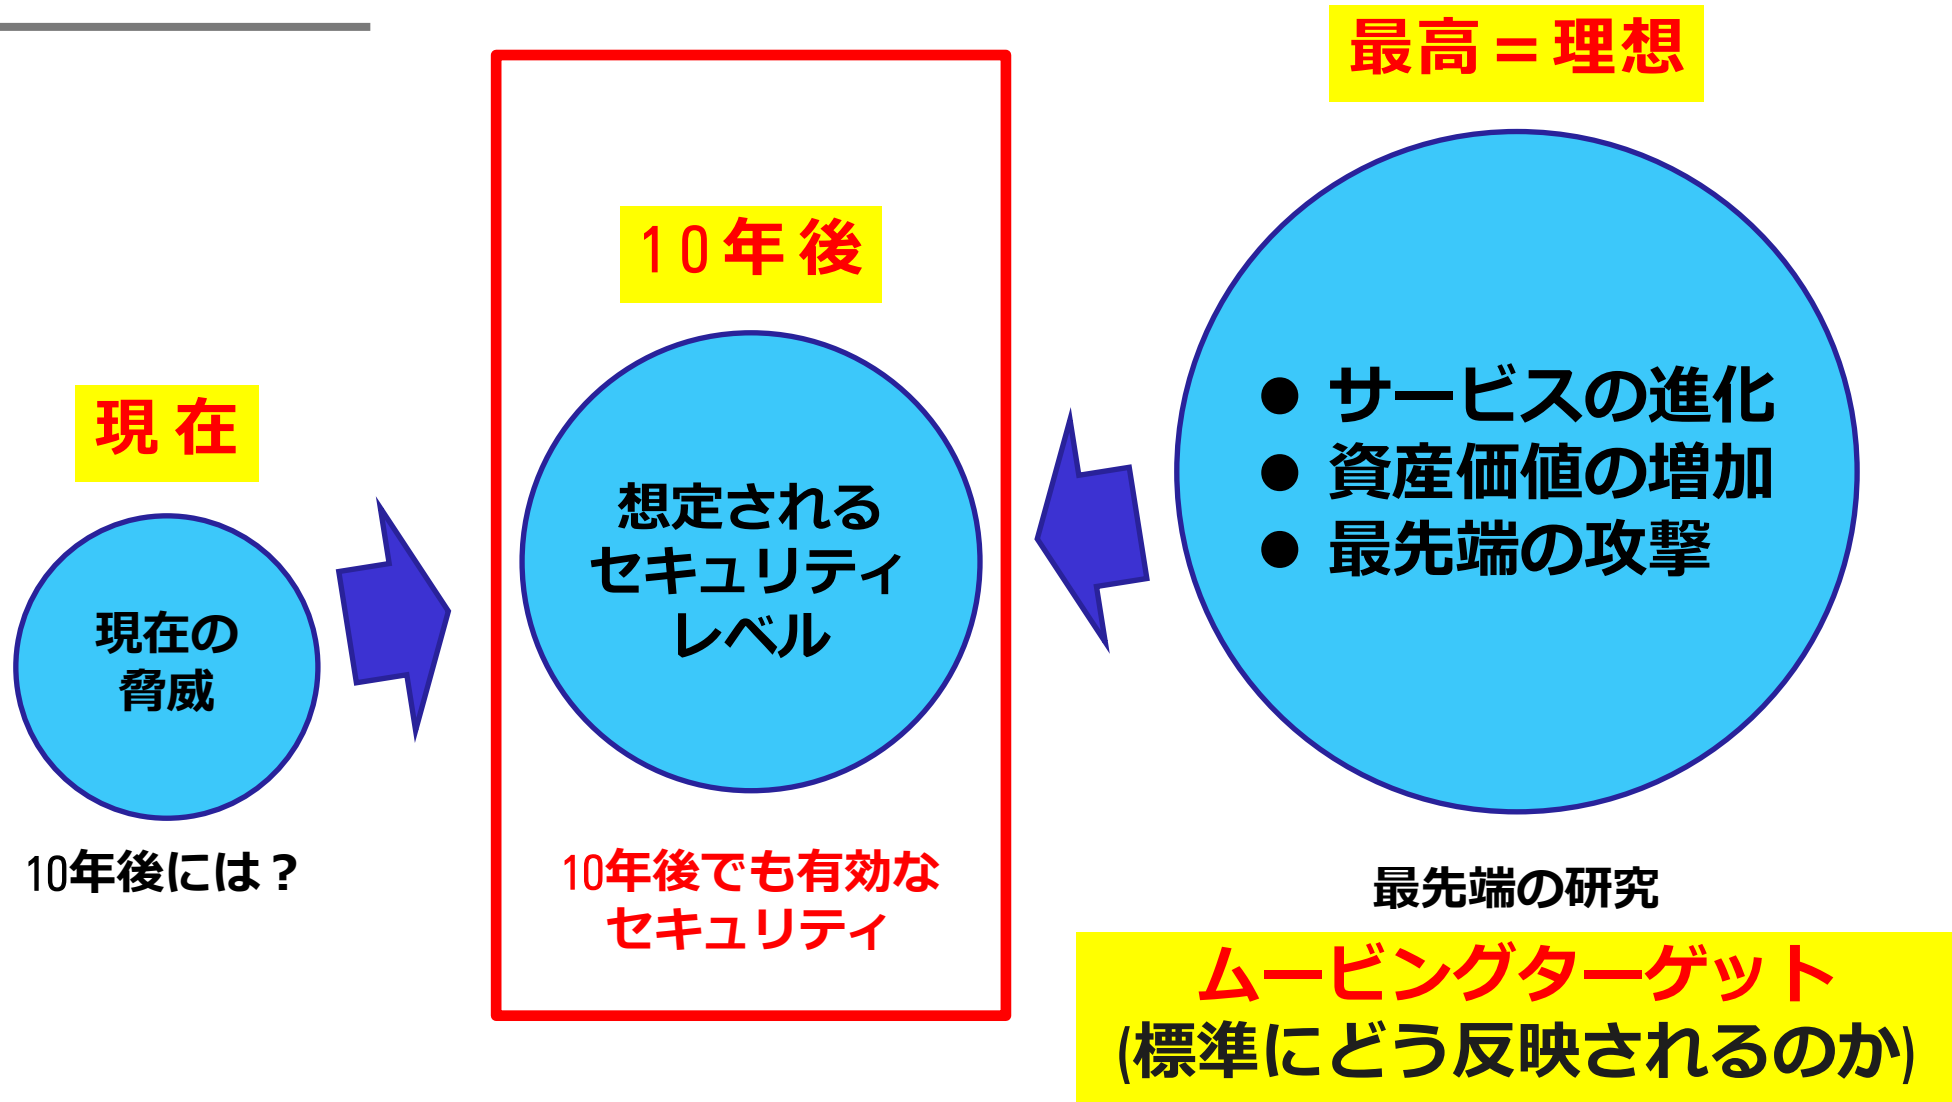 現在
現在の
脅威
10年後には？
10年後
想定される
セキュリティ
レベル
10年後でも有効な
セキュリティ
最高＝理想
● サービスの進化
● 資産価値の増加
● 最先端の攻撃
最先端の研究
ムービングターゲット
(標準にどう反映されるのか)